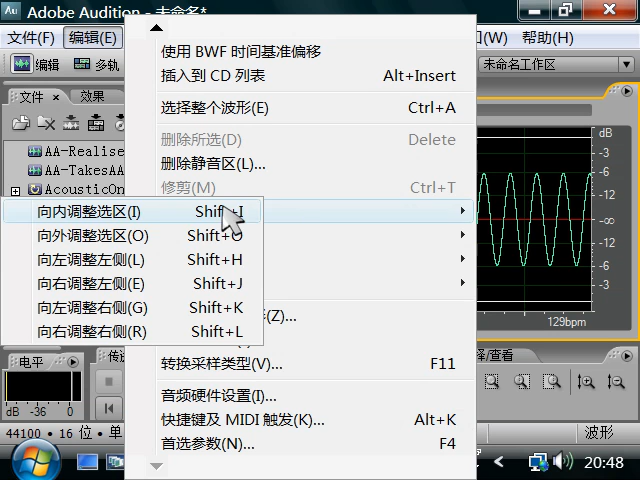 Adobe Audition - 未命名*
文件(F) 编辑(E) (W) 帮助(H)
编辑 多轨 未命名工作区
文件 × 效果
AA-Realise
AA-TakesAA
AcousticOn
使用 BWF 时间基准偏移
插入到 CD 列表 Alt+Insert
选择整个波形(E) Ctrl+A
删除所选(D) Delete
删除静音区(L)...
修剪(M) Ctrl+T
向内调整选区(I) Shift+I
向外调整选区(O) Shift+O
向左调整左侧(L) Shift+H
向右调整左侧(E) Shift+J
向左调整右侧(G) Shift+K
向右调整右侧(R) Shift+L
(Z)...
转换采样类型(V)... F11
音频硬件设置(I)...
快捷键及 MIDI 触发(K)... Alt+K
首选参数(N)... F4
dB
-3
-6
-12
-∞
-12
-6
-3
129bpm
电平 × 传
/查看
dB -36 0
44100 • 16 位 • 单 波形
20:48